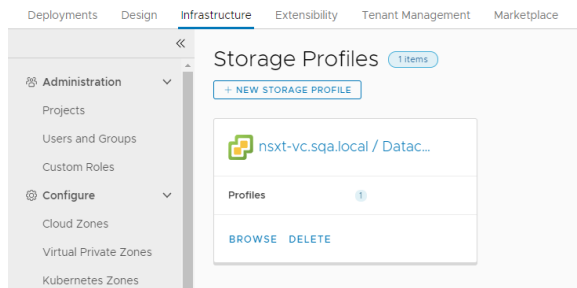 Deployments Design Infrastructure Extensibility Tenant Management Marketplace
«
Administration
Projects
Users and Groups
Custom Roles
Configure
Cloud Zones
Virtual Private Zones
Kubernetes Zones
Storage Profiles 1 items
+ NEW STORAGE PROFILE
nsxt-vc.sqa.local / Datac...
Profiles 1
BROWSE DELETE